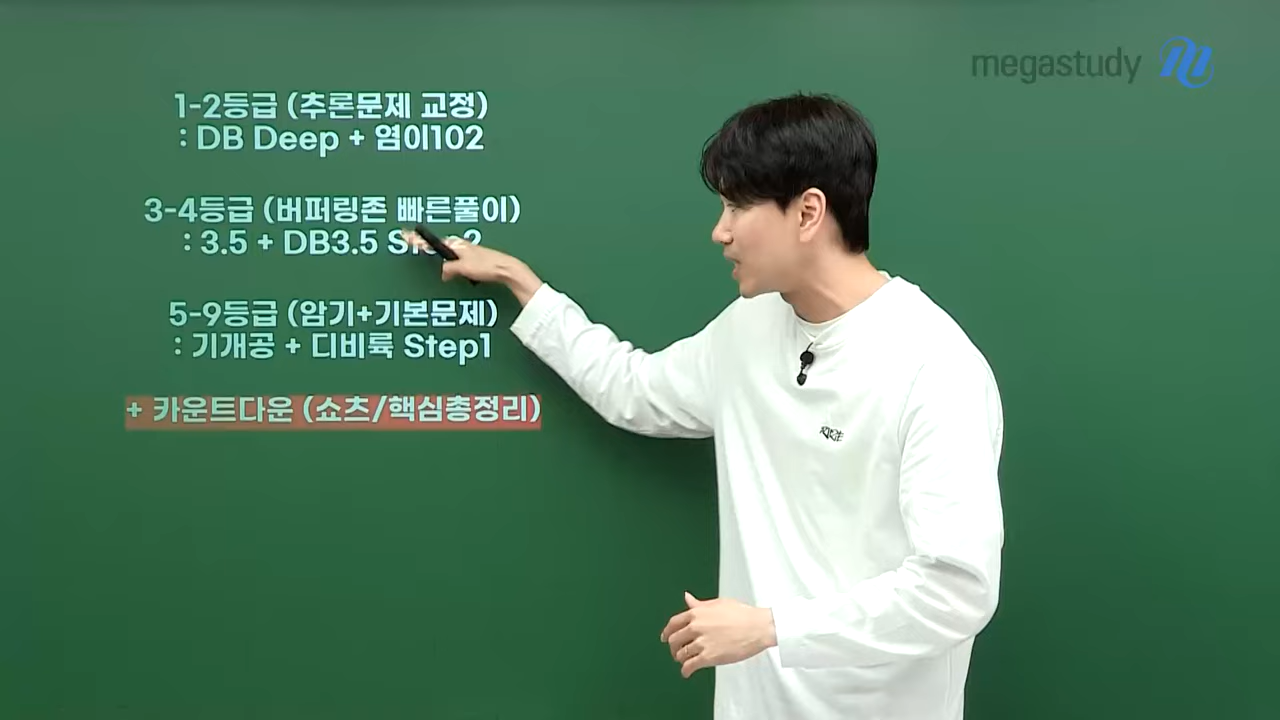 megastudy
1-2등급 (추론문제 교정)
: DB Deep + 염이102
3-4등급 (버퍼링존 빠른풀이)
: 3.5 + DB3.5 Step2
5-9등급 (암기+기본문제)
: 기개공 + 디비륙 Step1
+ 카운트다운 (쇼츠/핵심총정리)